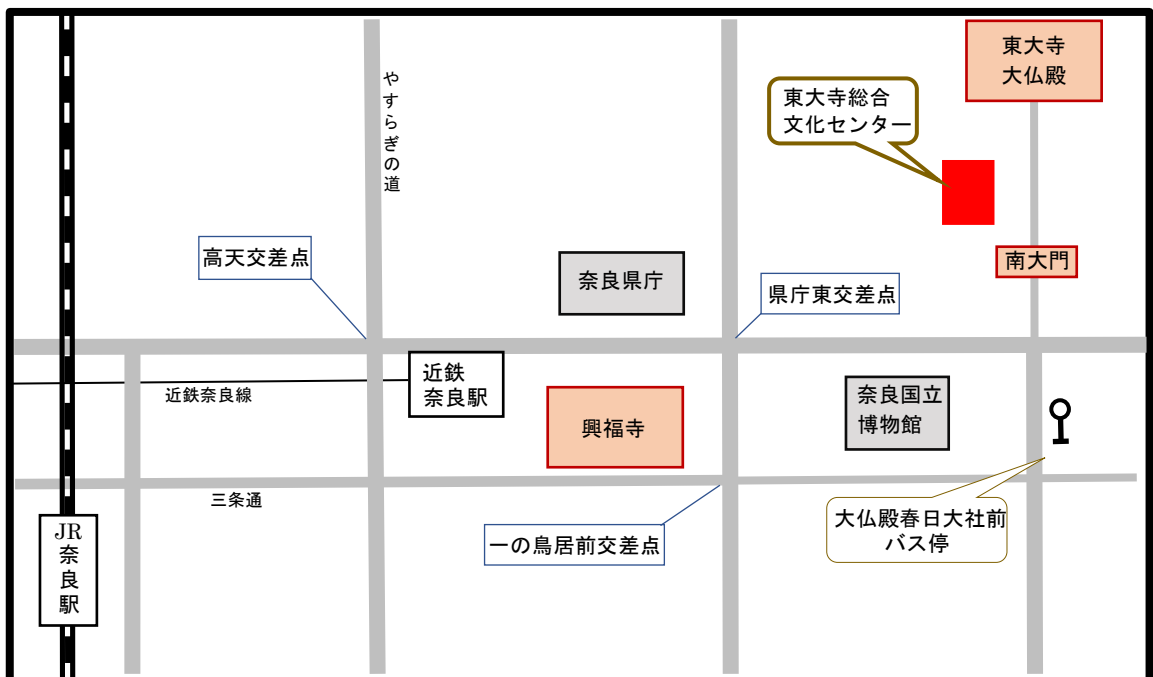 東大寺
大仏殿
やすらぎの道
東大寺総合
文化センター
高天交差点
奈良県庁
南大門
県庁東交差点
近鉄
奈良駅
近鉄奈良線
興福寺
奈良国立
博物館
三条通
JR
奈良駅
一の鳥居前交差点
大仏殿春日大社前
バス停